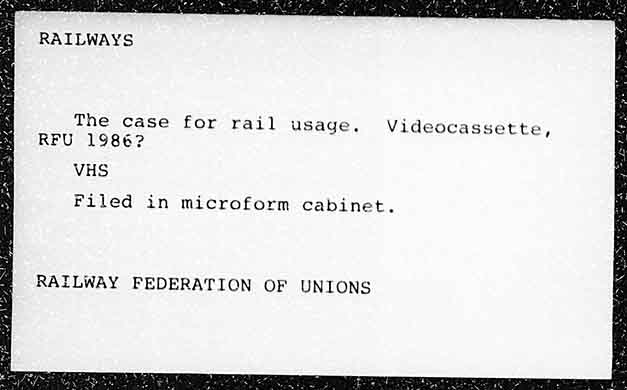 RAILWAYS
The case for rail usage. Videocassette,
RFU 1986?
VHS
Filed in microform cabinet.
RAILWAY FEDERATION OF UNIONS